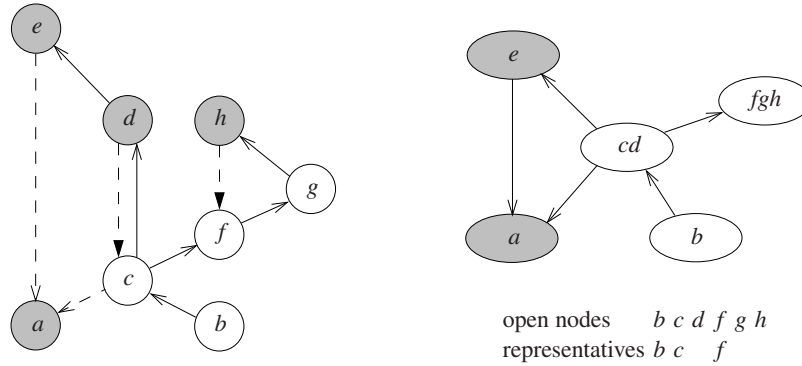 e
d
h
g
f
c
a
b
e
fgh
cd
a
b
open nodes b c d f g h
representatives b c f